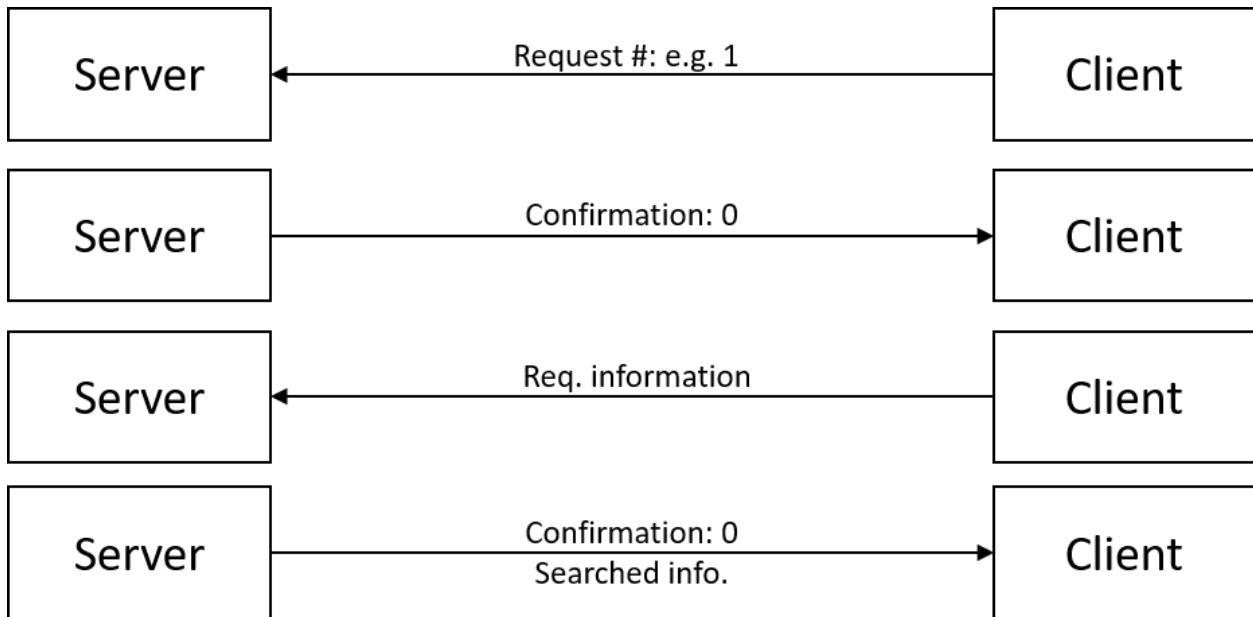 Server
Request #: e.g. 1
Client
Server
Confirmation: 0
Client
Server
Req. information
Client
Server
Confirmation: 0
Searched info.
Client